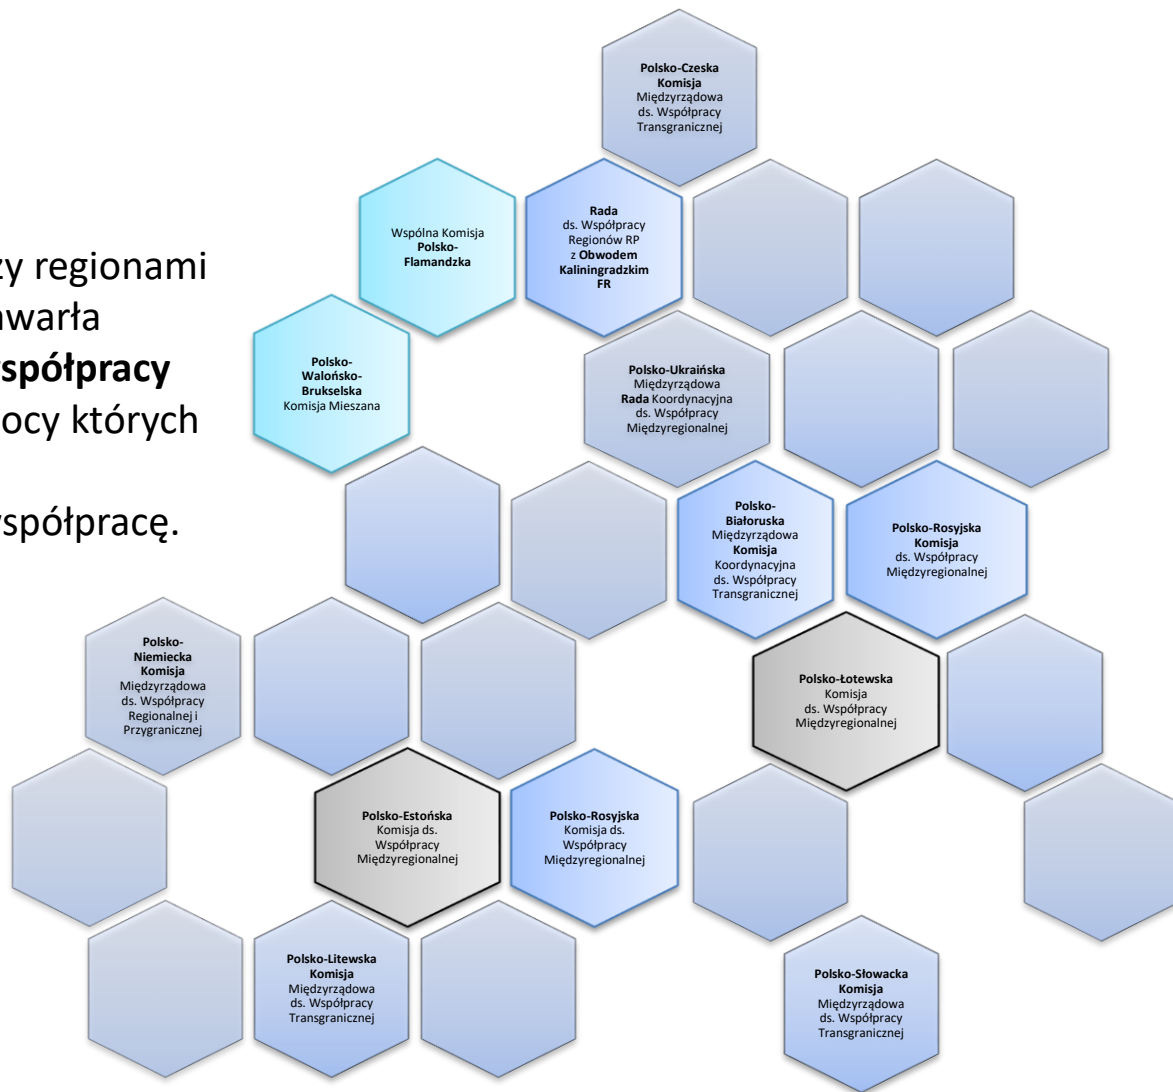 zy regionami
warła
współpracy
ocy których
współpracę.
Polsko-Czeska
Komisja
Międzyrządowa
ds. Współpracy
Transgranicznej
Wspólna Komisja
Polsko-
Flamandzka
Rada
ds. Współpracy
Regionów RP
z Obwodem
Kaliningradzkim
FR
Polsko-
Walońsko-
Brukselska
Komisja Mieszana
Polsko-Ukraińska
Międzyrządowa
Rada Koordynacyjna
ds. Współpracy
Międzyregionalnej
Polsko-
Białoruska
Międzyrządowa
Komisja
Koordynacyjna
ds. Współpracy
Transgranicznej
Polsko-Rosyjska
Komisja
ds. Współpracy
Międzyregionalnej
Polsko-
Niemiecka
Komisja
Międzyrządowa
ds. Współpracy
Regionalnej i
Przygranicznej
Polsko-Łotewska
Komisja
ds. Współpracy
Międzyregionalnej
Polsko-Estońska
Komisja ds.
Współpracy
Międzyregionalnej
Polsko-Rosyjska
Komisja ds.
Współpracy
Międzyregionalnej
Polsko-Litewska
Komisja
Międzyrządowa
ds. Współpracy
Transgranicznej
Polsko-Słowacka
Komisja
Międzyrządowa
ds. Współpracy
Transgranicznej